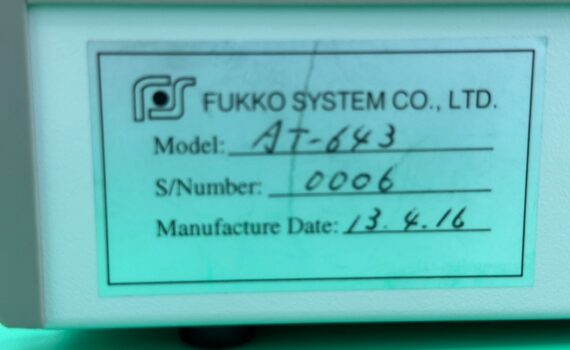 FUKKO SYSTEM CO., LTD.
Model: AT-643
S/Number: 0006
Manufacture Date: 13.4.16